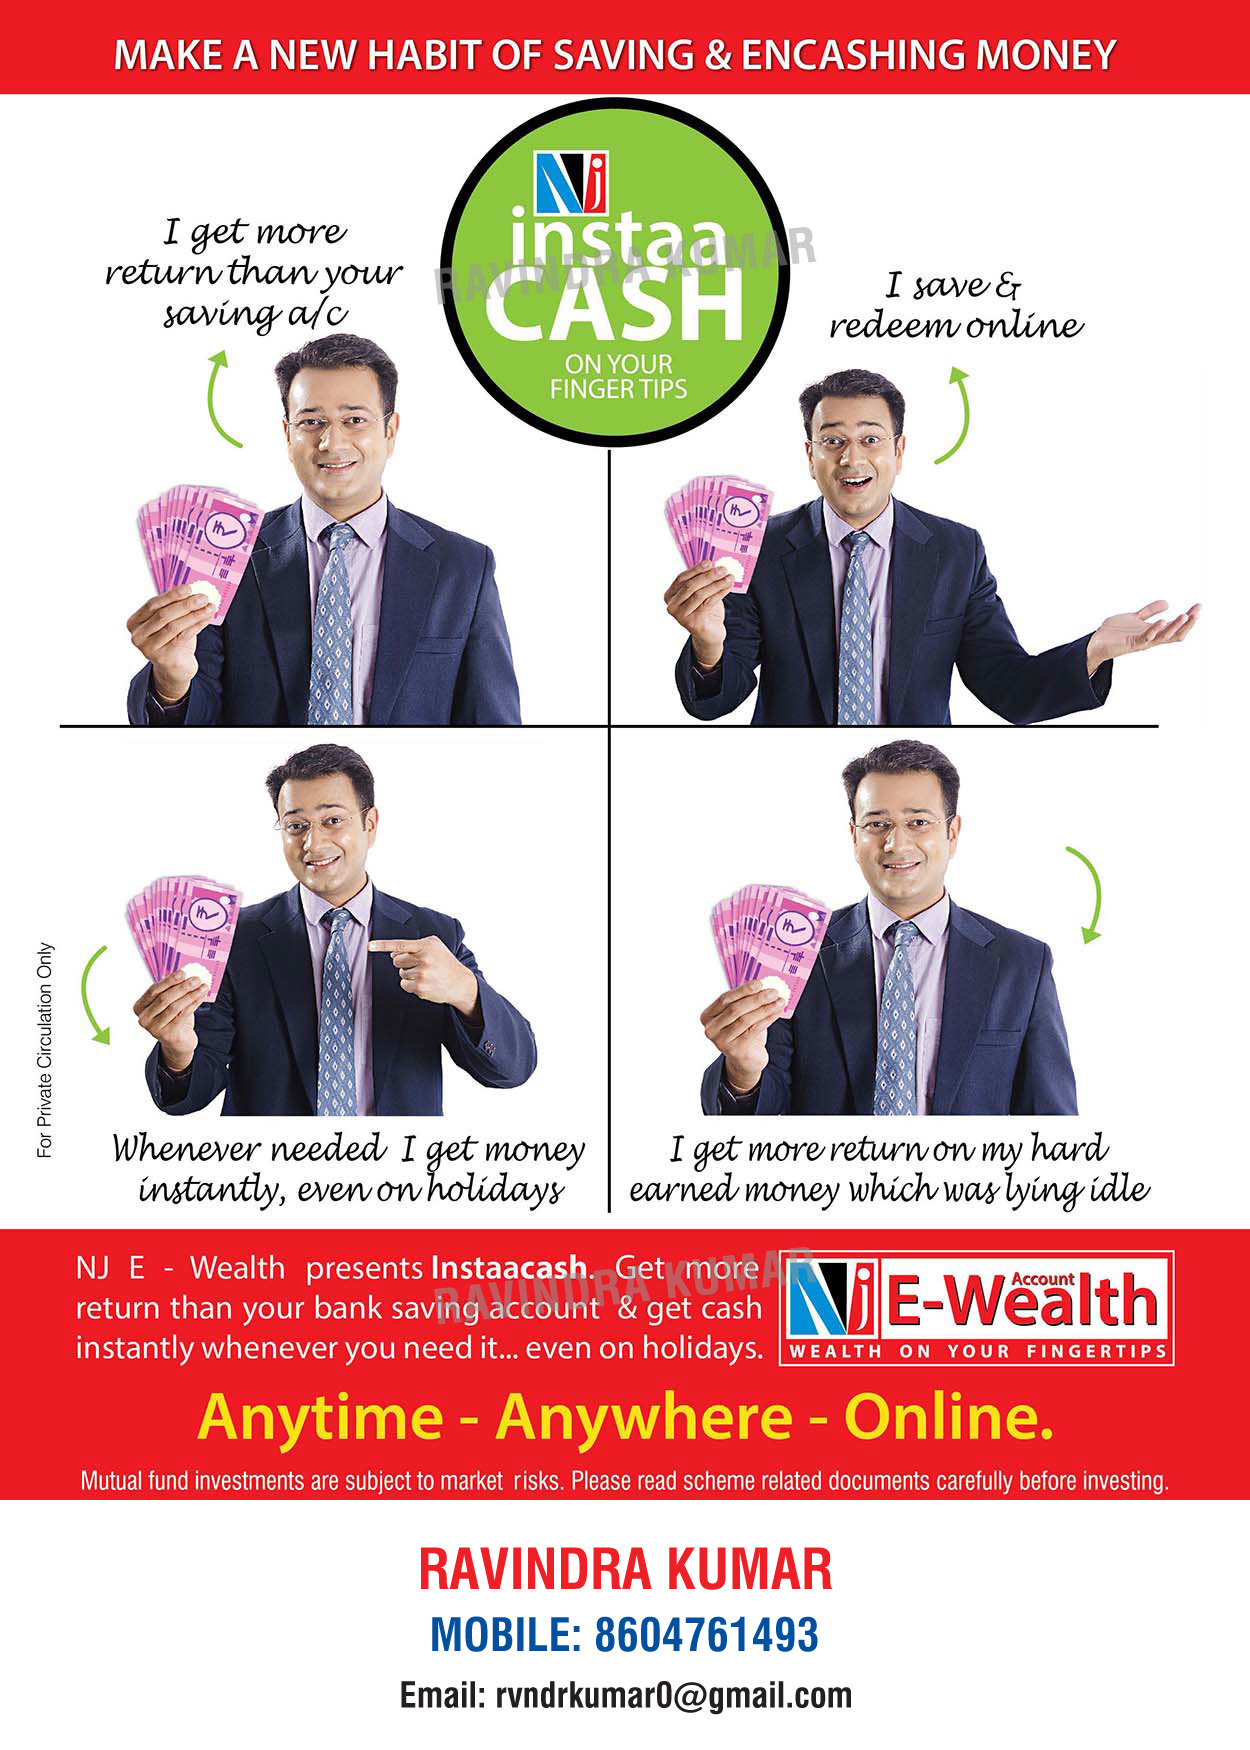 MAKE A NEW HABIT OF SAVING & ENCASHING MONEY
NJ
instaa
CASH
ON YOUR
FINGER TIPS
RAVINDRA KUMAR
I get more
return than your
saving a/c
I save &
redeem online
Whenever needed I get money
instantly, even on holidays
I get more return on my hard
earned money which was lying idle
For Private Circulation Only
NJ E - Wealth presents Instaacash. Get more
return than your bank saving account & get cash
instantly whenever you need it... even on holidays.
RAVINDRA KUMAR
NJ E-Wealth
Account
WEALTH ON YOUR FINGERTIPS
Anytime - Anywhere - Online.
Mutual fund investments are subject to market risks. Please read scheme related documents carefully before investing.
RAVINDRA KUMAR
MOBILE: 8604761493
Email: rvndrkumar0@gmail.com